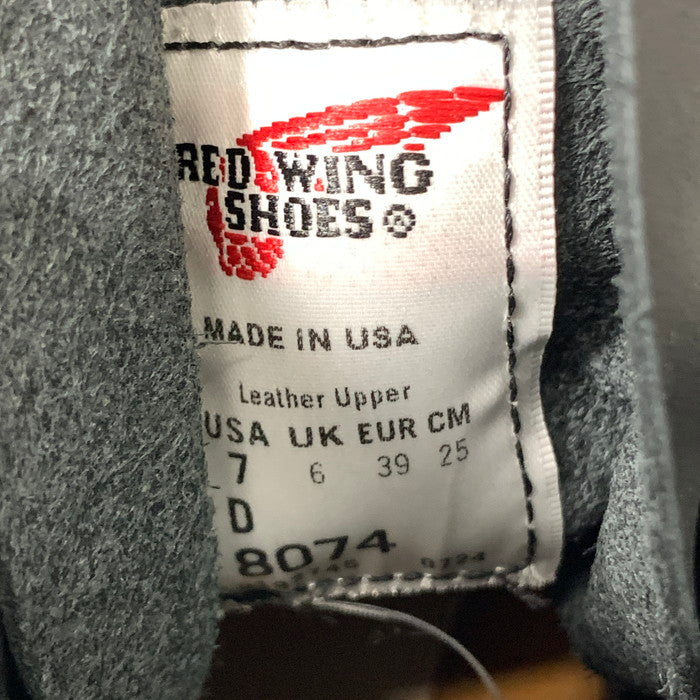 RED WING
SHOES ®
MADE IN USA
Leather Upper
USA UK EUR CM
7 6 39 25
D
8074